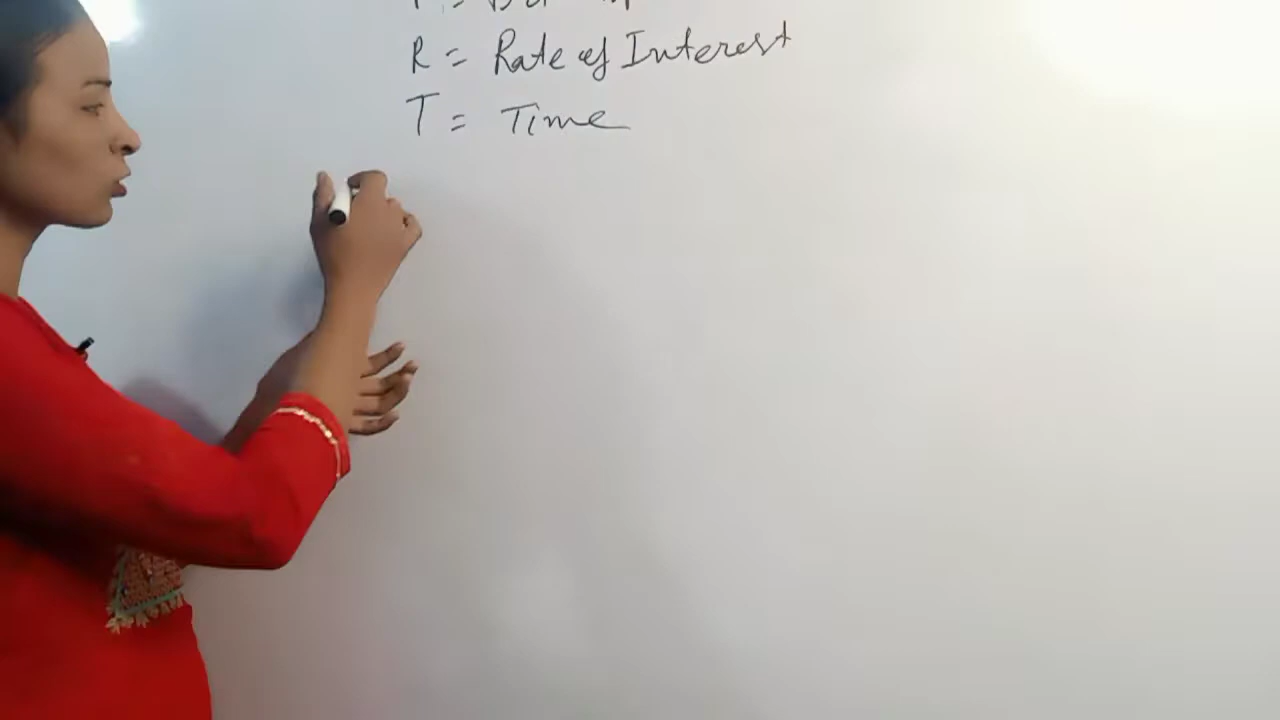 R = Rate of Interest
T = Time